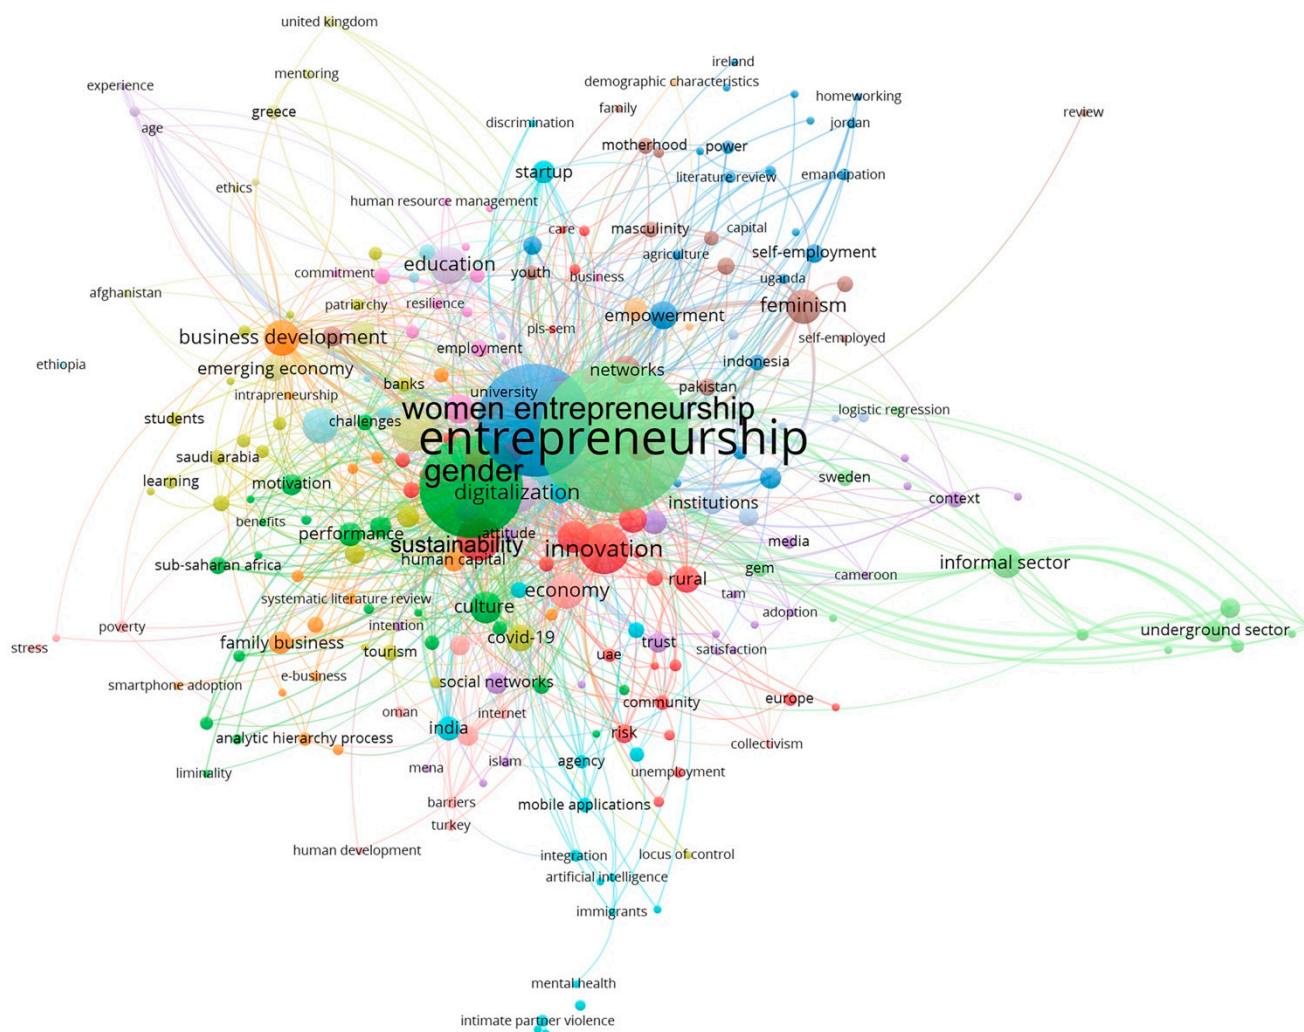 united kingdom
ireland
mentoring
demographic characteristics
experience
homeworking
family
greece
review
discrimination
jordan
age
motherhood
power
startup
literature review
emancipation
ethics
human resource management
care
masculinity
capital
education
agriculture
self-employment
commitment
youth
business
uganda
afghanistan
patriarchy
resilience
feminism
empowerment
pls-sem
business development
self-employed
employment
ethiopia
emerging economy
networks
indonesia
banks
university
pakistan
intrapreneurship
women entrepreneurship
logistic regression
students
challenges
entrepreneurship
saudi arabia
gender
sweden
learning
motivation
digitalization
institutions
context
benefits
performance
attitude
sustainability
innovation
media
human capital
informal sector
sub-saharan africa
gem
rural
cameroon
economy
tam
systematic literature review
culture
adoption
poverty
intention
underground sector
family business
covid-19
trust
stress
tourism
uae
satisfaction
e-business
smartphone adoption
social networks
europe
community
oman
internet
india
risk
analytic hierarchy process
collectivism
agency
islam
mena
liminality
unemployment
barriers
mobile applications
turkey
human development
integration
locus of control
artificial intelligence
immigrants
mental health
intimate partner violence